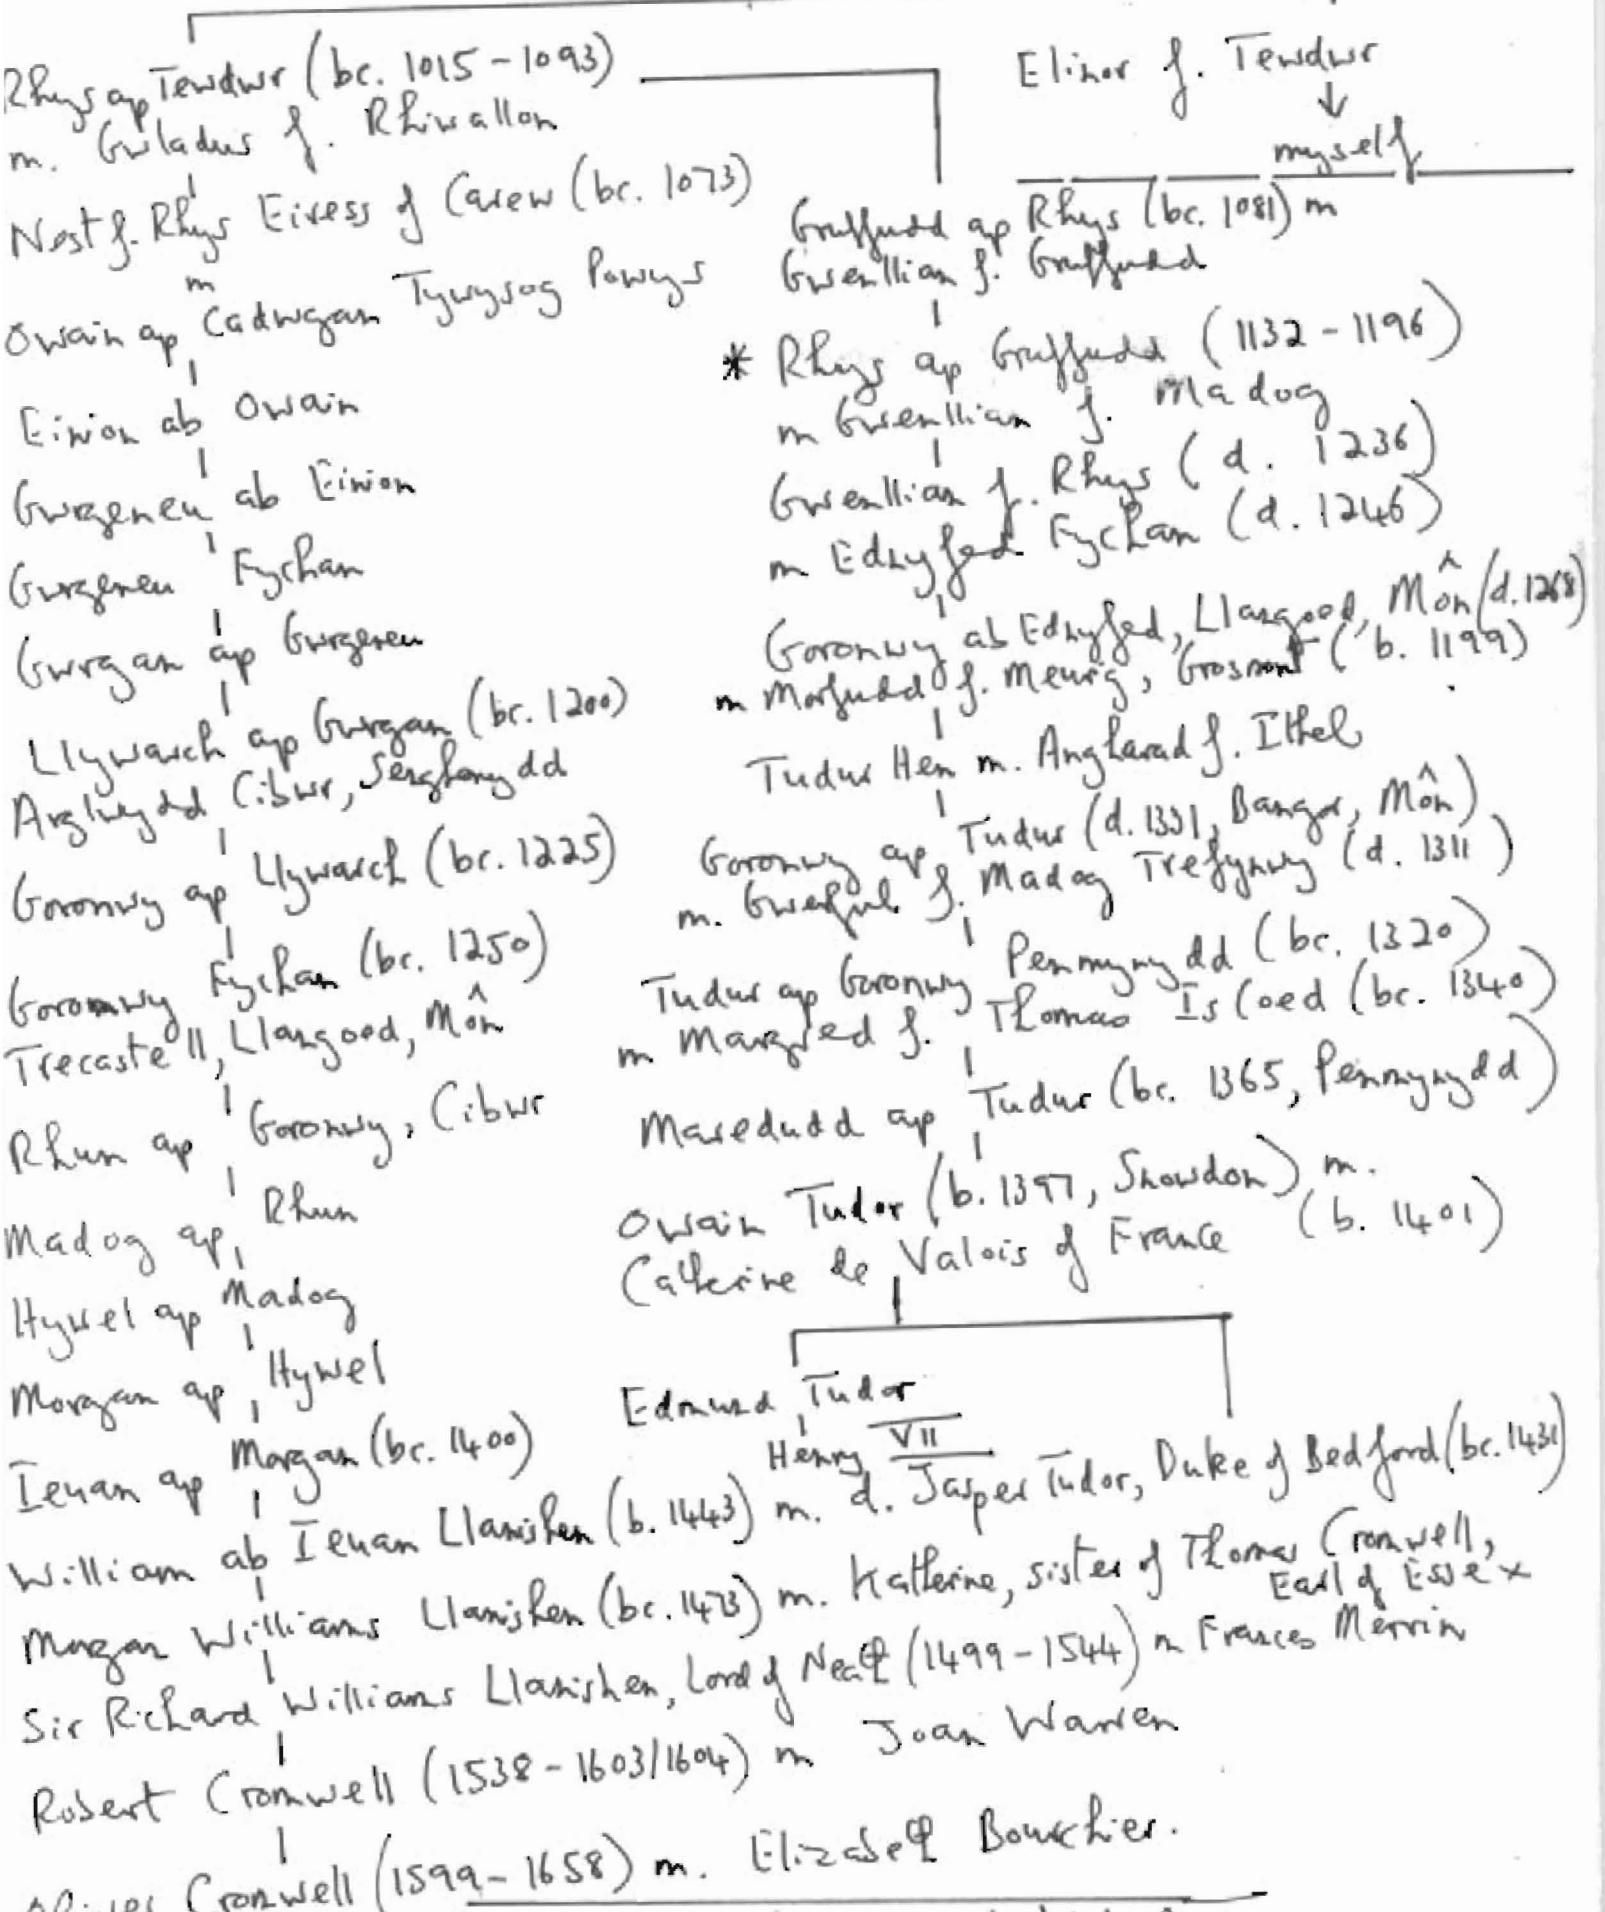 Rhys ap Tewdwr (bc. 1015 - 1093)
m. Gwladus f. Rhiwallon
Nest f. Rhys Eiress of Carew (bc. 1073)
m
Owain ap Cadwgan Tywysog Powys
Einion ab Owain
Gwrgeneu ab Einion
Gwrgeneu Fychan
Gwrgan ap Gwrgeneu
Llywarch ap Gwrgan (bc. 1200)
Arglwydd Cibwr, Senghenydd
Goronwy ap Llywarch (bc. 1225)
Goronwy Fychan (bc. 1250)
Trecastell, Llangoed, Môn
Rhun ap Goronwy, Cibwr
Madog ap Rhun
Hywel ap Madog
Morgan ap Hywel
Ieuan ap Morgan (bc. 1400)
Elinor f. Tewdwr
↓
myself
Gruffudd ap Rhys (bc. 1081) m
Gwenllian f. Gruffudd
* Rhys ap Gruffudd (1132 - 1196)
m Gwenllian f. Madog
Gwenllian f. Rhys (d. 1236)
m Ednyfed Fychan (d. 1246)
Goronwy ab Ednyfed, Llangoed, Môn (d. 1268)
m Morfudd f. Meurig, Grosmont (b. 1199)
Tudur Hen m. Angharad f. Ithel
Goronwy ap Tudur (d. 1331, Bangor, Môn)
m. Gwerful f. Madog Trefynwy (d. 1311)
Tudur ap Goronwy Penmynydd (bc. 1320)
m Margred f. Thomas Is Coed (bc. 1340)
Maredudd ap Tudur (bc. 1365, Penmynydd)
Owain Tudor (b. 1397, Snowdon) m.
Catherine de Valois of France (b. 1401)
Edmund Tudor
Henry VII
William ab Ieuan Llanishen (b. 1443) m. d. Jasper Tudor, Duke of Bedford (bc. 1431)
Morgan Williams Llanishen (bc. 1473) m. Katherine, sister of Thomas Cromwell,
Earl of Essex
Sir Richard Williams Llanishen, Lord of Neath (1499 - 1544) m Frances Merrin
Robert Cromwell (1538 - 1603/1604) m Joan Warren
Oliver Cromwell (1599 - 1658) m. Elizabeth Bourchier.